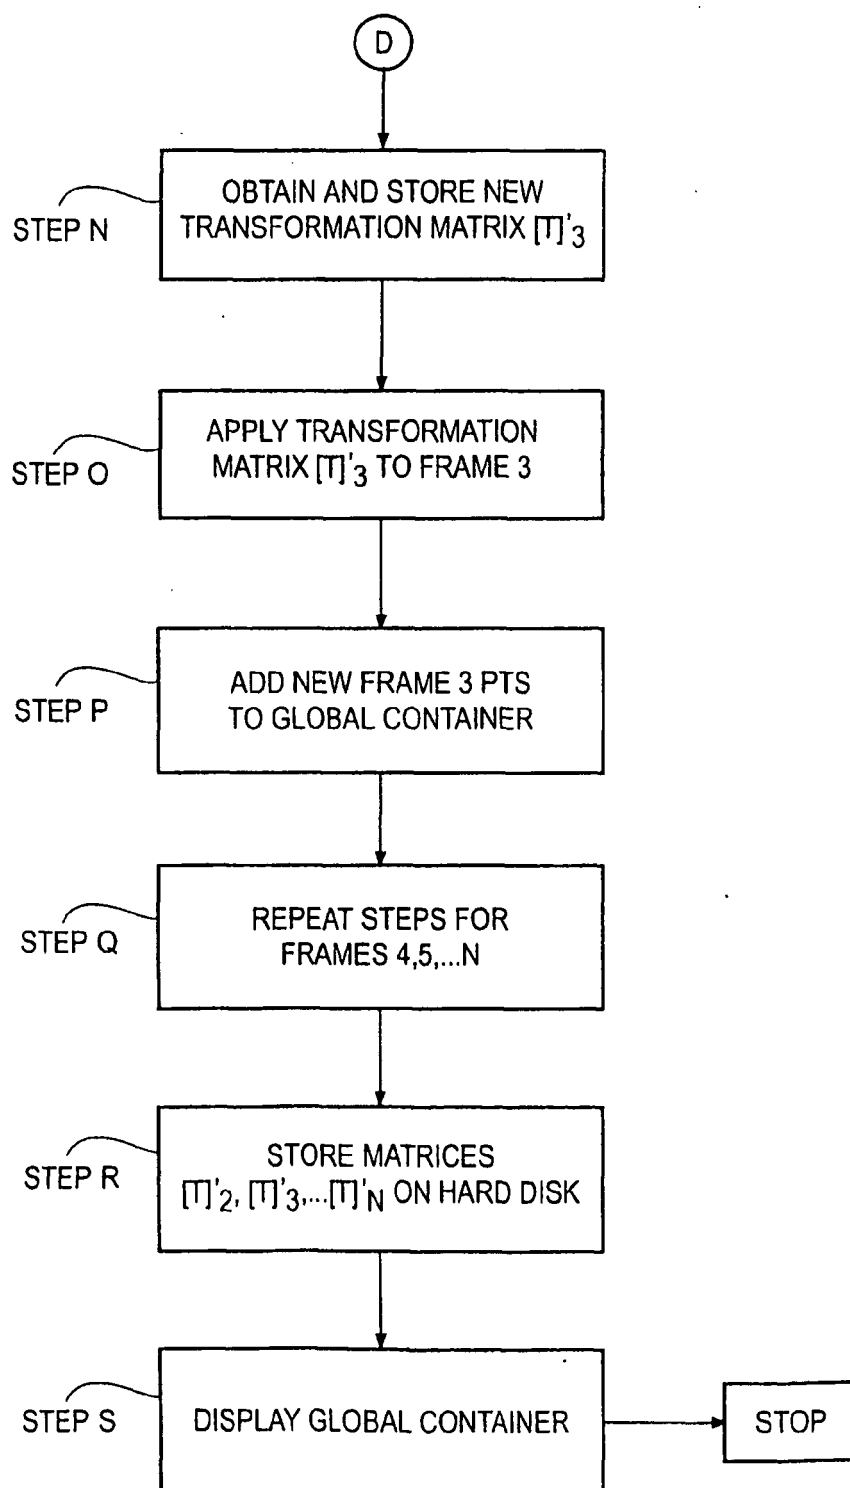 D
STEP N
OBTAIN AND STORE NEW
TRANSFORMATION MATRIX [T]'3
STEP O
APPLY TRANSFORMATION
MATRIX [T]'3 TO FRAME 3
STEP P
ADD NEW FRAME 3 PTS
TO GLOBAL CONTAINER
STEP Q
REPEAT STEPS FOR
FRAMES 4,5,...N
STEP R
STORE MATRICES
[T]'2, [T]'3,...[T]'N ON HARD DISK
STEP S
DISPLAY GLOBAL CONTAINER
STOP